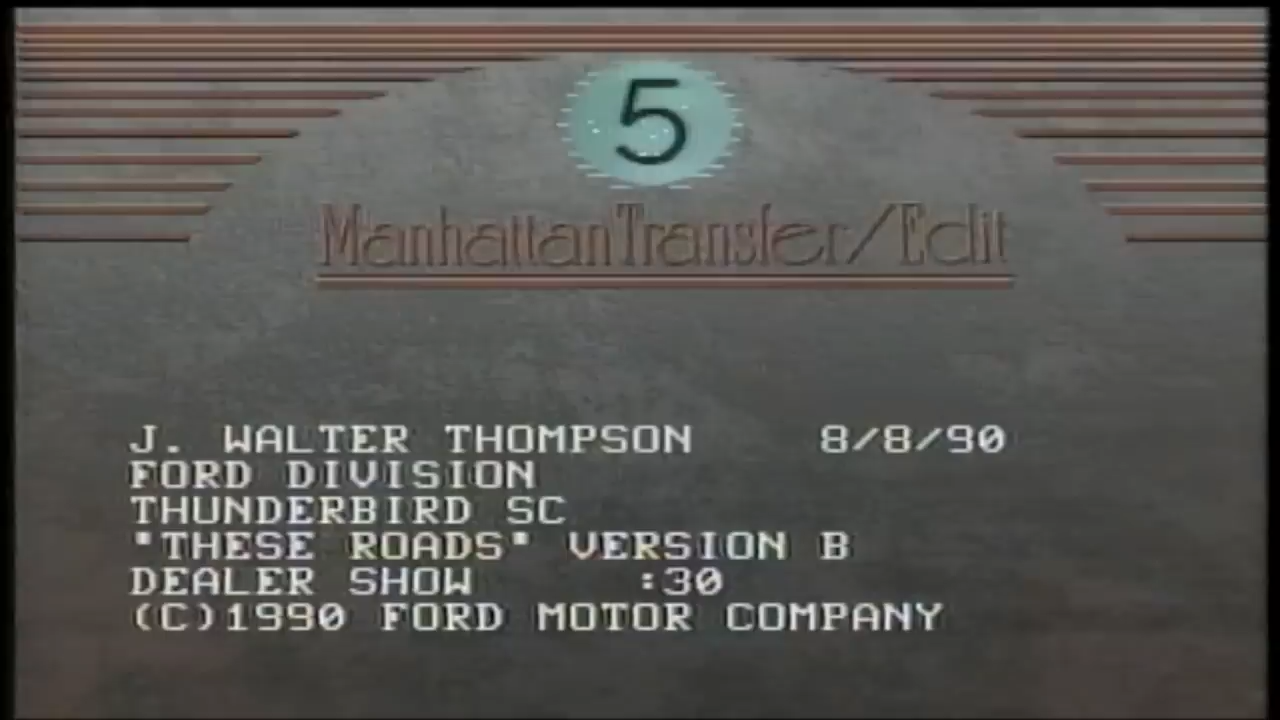 5
ManhattanTransfer/Edit
J. WALTER THOMPSON 8/8/90
FORD DIVISION
THUNDERBIRD SC
"THESE ROADS" VERSION B
DEALER SHOW :30
(C)1990 FORD MOTOR COMPANY